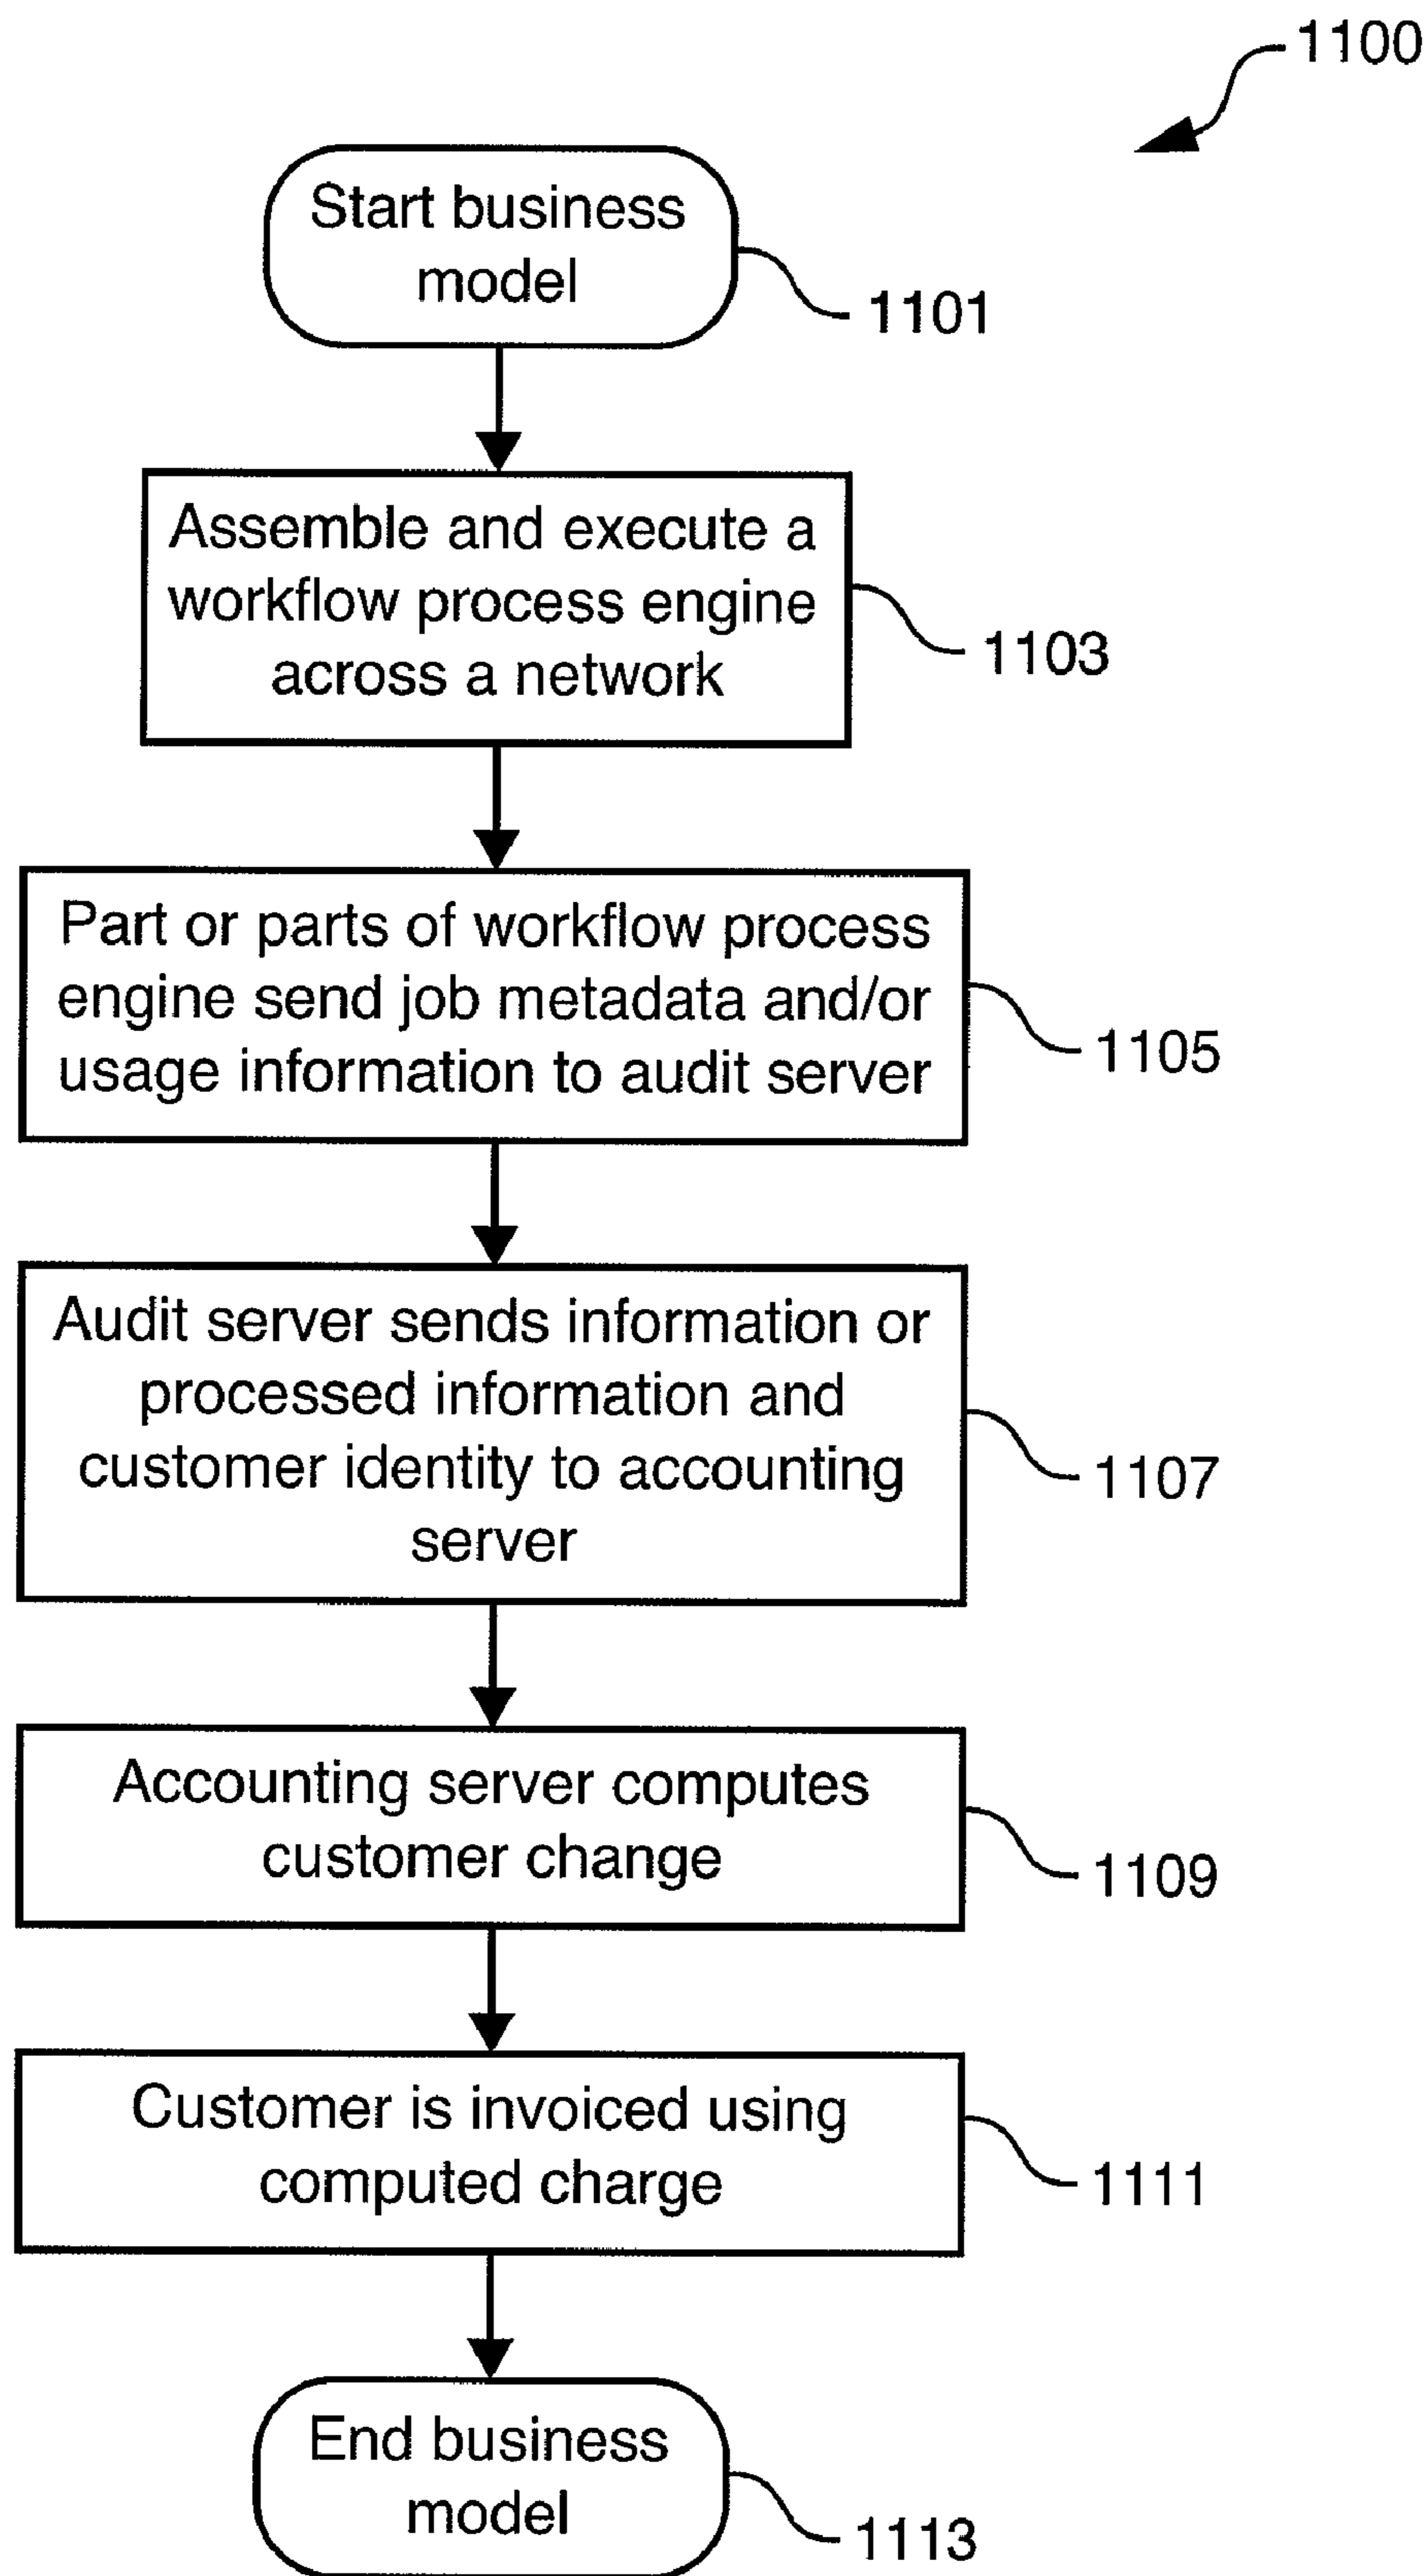 1100
Start business
model
1101
Assemble and execute a
workflow process engine
across a network
1103
Part or parts of workflow process
engine send job metadata and/or
usage information to audit server
1105
Audit server sends information or
processed information and
customer identity to accounting
server
1107
Accounting server computes
customer change
1109
Customer is invoiced using
computed charge
1111
End business
model
1113